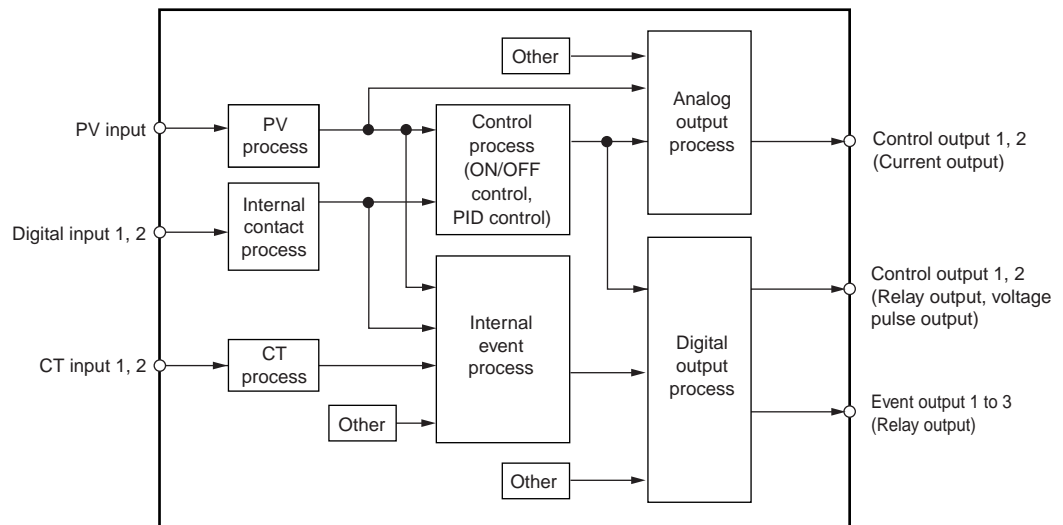 Other
Analog
output
process
PV input
PV
process
Control
process
(ON/OFF
control,
PID control)
Control output 1, 2
(Current output)
Digital input 1, 2
Internal
contact
process
Control output 1, 2
(Relay output, voltage
pulse output)
Internal
event
process
Digital
output
process
CT input 1, 2
CT
process
Other
Event output 1 to 3
(Relay output)
Other